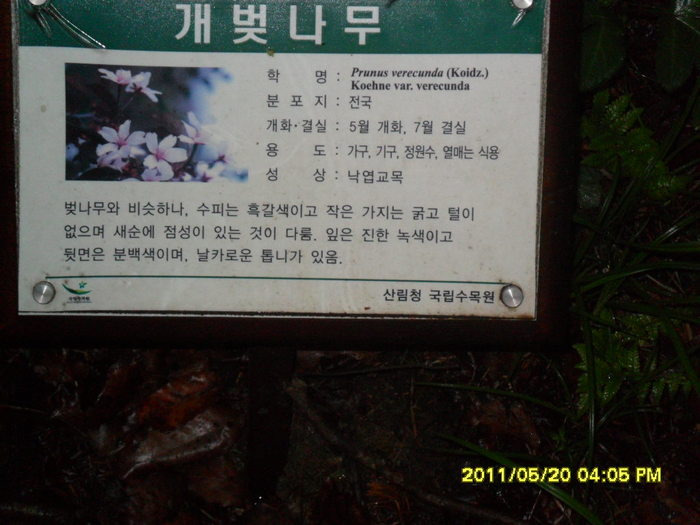 개벚나무
학 명 : Prunus verecunda (Koidz.)
Koehne var. verecunda
분 포 지 : 전국
개화·결실 : 5월 개화, 7월 결실
용 도 : 가구, 기구, 정원수, 열매는 식용
성 상 : 낙엽교목
벚나무와 비슷하나, 수피는 흑갈색이고 작은 가지는 굵고 털이
없으며 새순에 점성이 있는 것이 다룸. 잎은 진한 녹색이고
뒷면은 분백색이며, 날카로운 톱니가 있음.
산림청 국립수목원
2011/05/20 04:05 PM